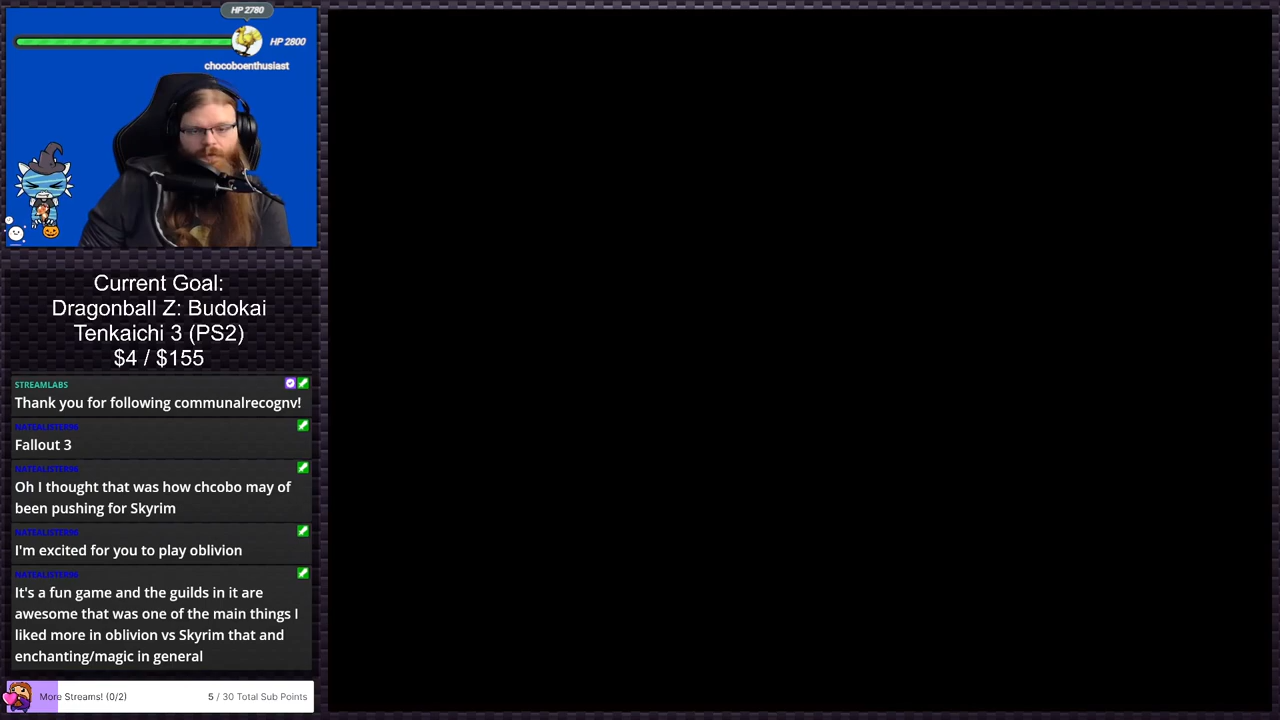 HP 2780
HP 2800
chocoboenthusiast
Current Goal:
Dragonball Z: Budokai
Tenkaichi 3 (PS2)
$4 / $155
STREAMLABS
Thank you for following communalrecognv!
NATEALISTER96
Fallout 3
NATEALISTER96
Oh I thought that was how chcobo may of
been pushing for Skyrim
NATEALISTER96
I'm excited for you to play oblivion
NATEALISTER96
It's a fun game and the guilds in it are
awesome that was one of the main things I
liked more in oblivion vs Skyrim that and
enchanting/magic in general
More Streams! (0/2)
5 / 30 Total Sub Points